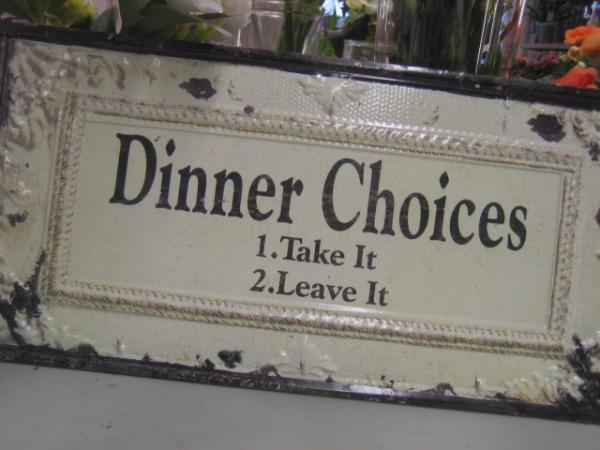 Dinner Choices
1.Take It
2.Leave It